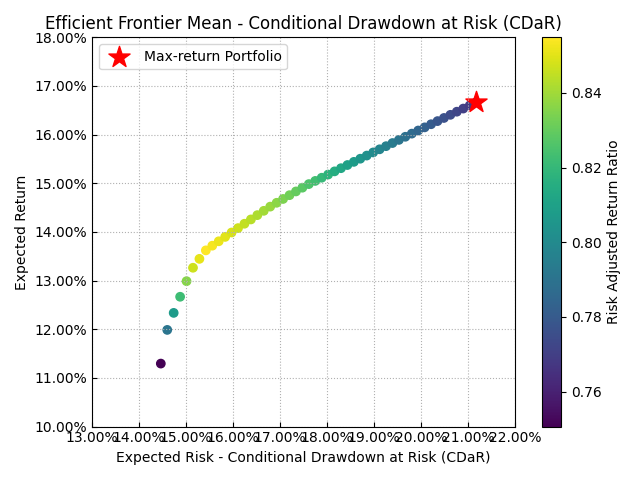 Efficient Frontier Mean - Conditional Drawdown at Risk (CDaR)
Max-return Portfolio
18.00%
17.00%
16.00%
15.00%
14.00%
13.00%
12.00%
11.00%
10.00%
Expected Return
13.00% 14.00% 15.00% 16.00% 17.00% 18.00% 19.00% 20.00% 21.00% 22.00%
Expected Risk - Conditional Drawdown at Risk (CDaR)
0.84
0.82
0.80
0.78
0.76
Risk Adjusted Return Ratio